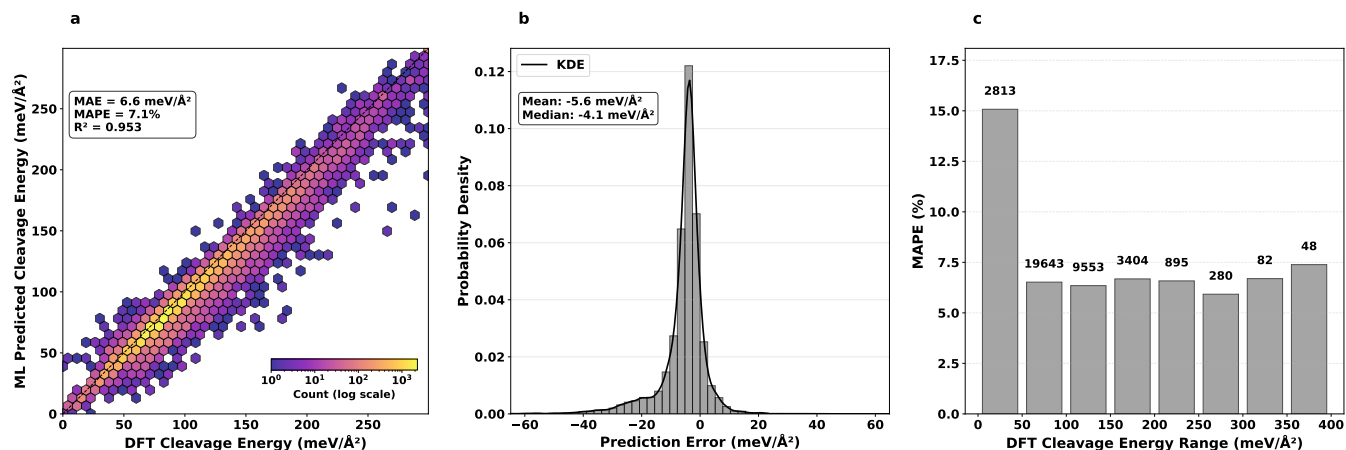 a
MAE = 6.6 meV/Å²
MAPE = 7.1%
R² = 0.953
ML Predicted Cleavage Energy (meV/Å²)
0
50
100
150
200
250
0 50 100 150 200 250
DFT Cleavage Energy (meV/Å²)
10⁰ 10¹ 10² 10³
Count (log scale)
b
KDE
Mean: -5.6 meV/Å²
Median: -4.1 meV/Å²
Probability Density
0.12
0.10
0.08
0.06
0.04
0.02
0.00
−60 −40 −20 0 20 40 60
Prediction Error (meV/Å²)
c
MAPE (%)
17.5
15.0
12.5
10.0
7.5
5.0
2.5
0.0
2813
19643
9553
3404
895
280
82
48
0 50 100 150 200 250 300 350 400
DFT Cleavage Energy Range (meV/Å²)